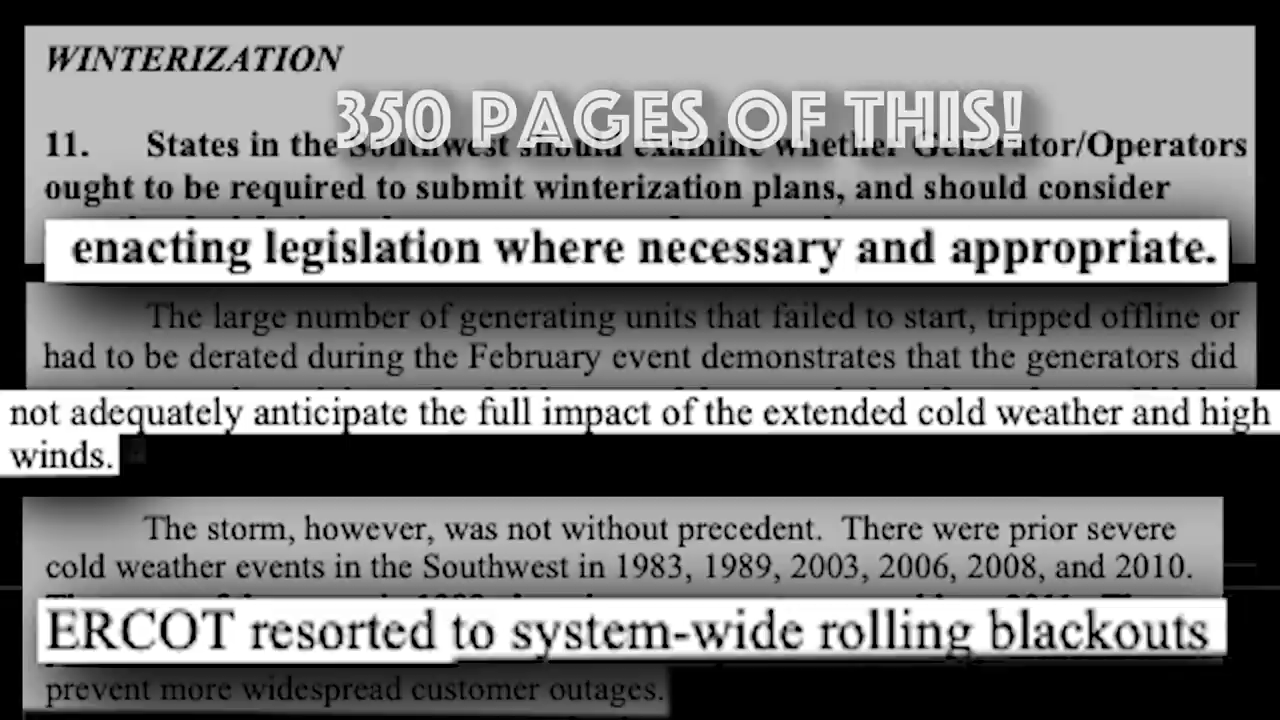 WINTERIZATION
350 PAGES OF THIS!
11. States in the Southwest should examine whether Generator/Operators
ought to be required to submit winterization plans, and should consider
enacting legislation where necessary and appropriate.
The large number of generating units that failed to start, tripped offline or
had to be derated during the February event demonstrates that the generators did
not adequately anticipate the full impact of the extended cold weather and high
winds.
The storm, however, was not without precedent. There were prior severe
cold weather events in the Southwest in 1983, 1989, 2003, 2006, 2008, and 2010.
ERCOT resorted to system-wide rolling blackouts
prevent more widespread customer outages.